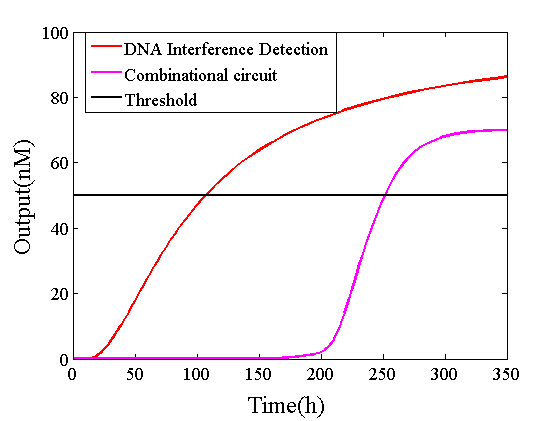 100
80
60
40
20
0
Output(nM)
DNA Interference Detection
Combinational circuit
Threshold
0 50 100 150 200 250 300 350
Time(h)